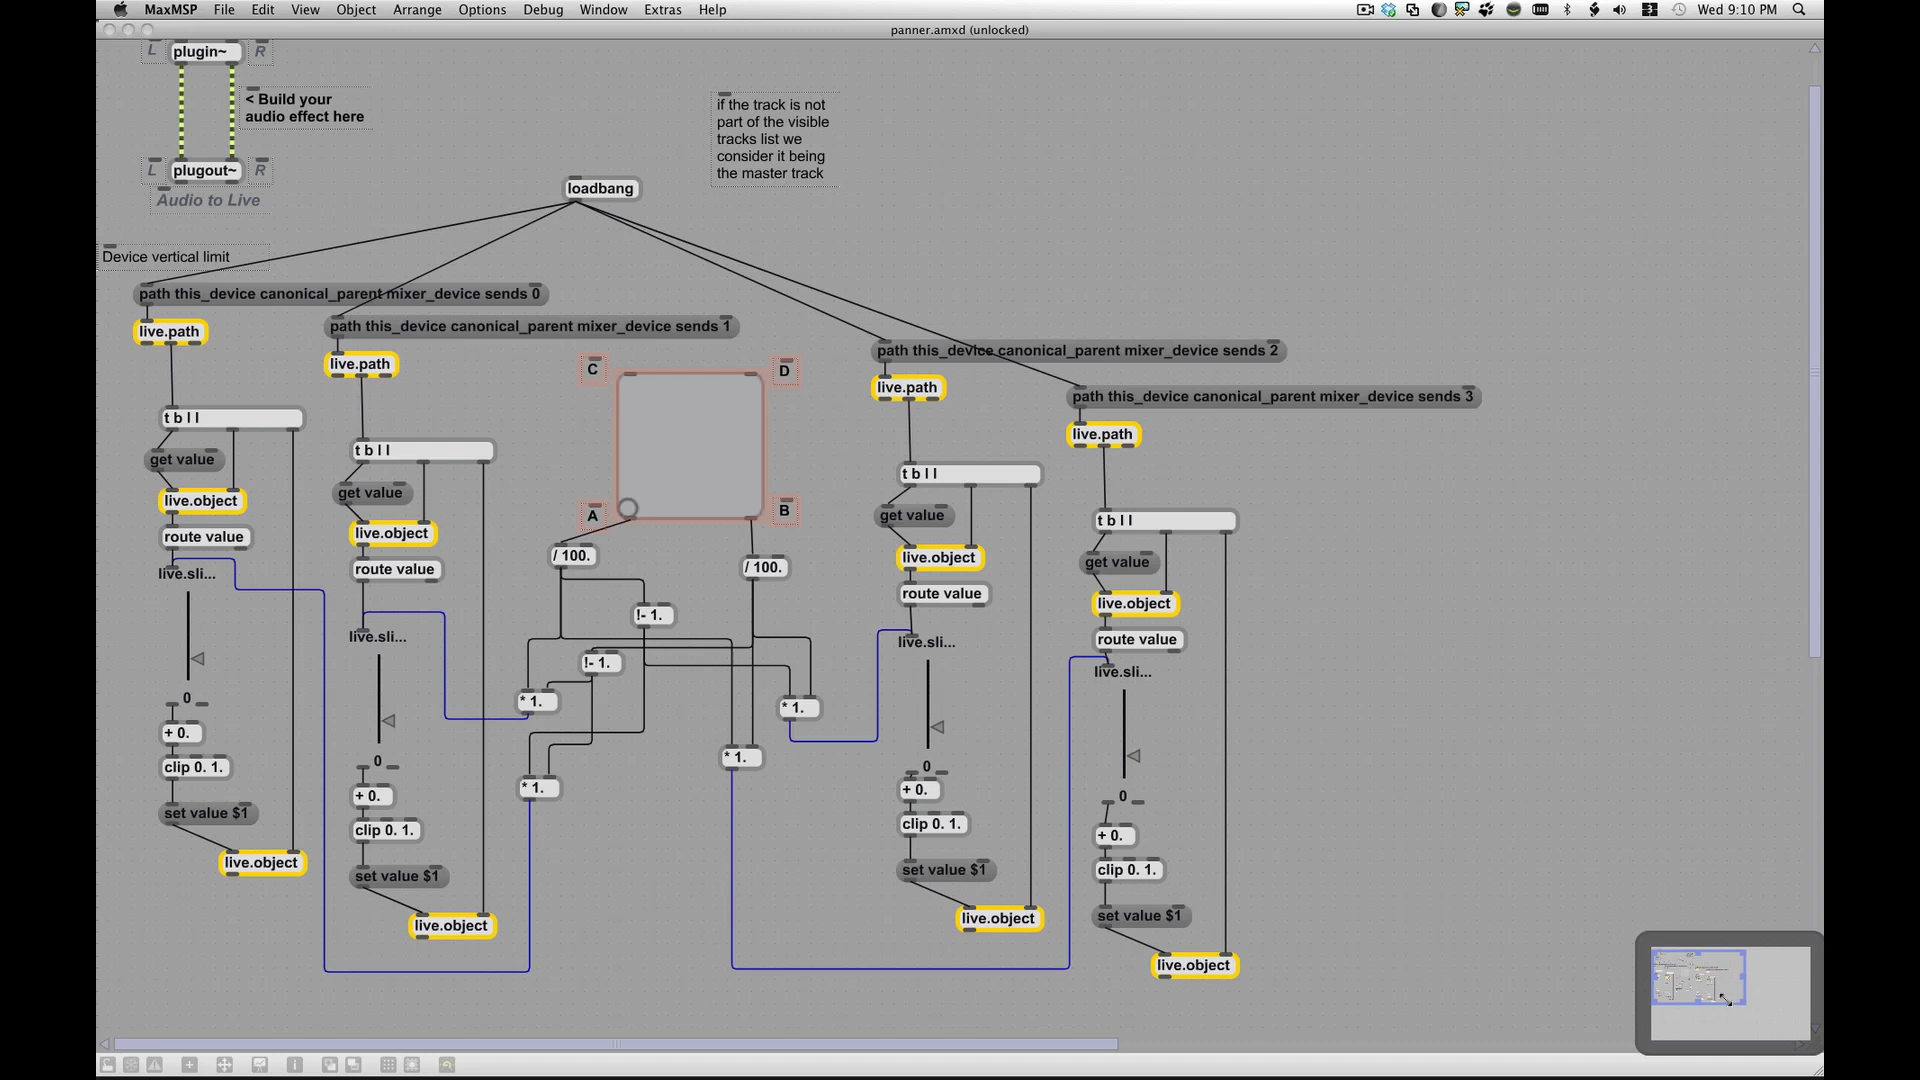 MaxMSP File Edit View Object Arrange Options Debug Window Extras Help
3 Wed 9:10 PM
panner.amxd (unlocked)
L plugin~ R
< Build your
audio effect here
L plugout~ R
Audio to Live
if the track is not
part of the visible
tracks list we
consider it being
the master track
loadbang
Device vertical limit
path this_device canonical_parent mixer_device sends 0
live.path
t b l l
get value
live.object
route value
live.sli...
0
+ 0.
clip 0. 1.
set value $1
live.object
path this_device canonical_parent mixer_device sends 1
live.path
t b l l
get value
live.object
route value
live.sli...
0
+ 0.
clip 0. 1.
set value $1
live.object
C D
A B
/ 100. / 100.
!- 1.
!- 1.
* 1. * 1.
* 1.
* 1.
path this_device canonical_parent mixer_device sends 2
live.path
t b l l
get value
live.object
route value
live.sli...
0
+ 0.
clip 0. 1.
set value $1
live.object
path this_device canonical_parent mixer_device sends 3
live.path
t b l l
get value
live.object
route value
live.sli...
0
+ 0.
clip 0. 1.
set value $1
live.object